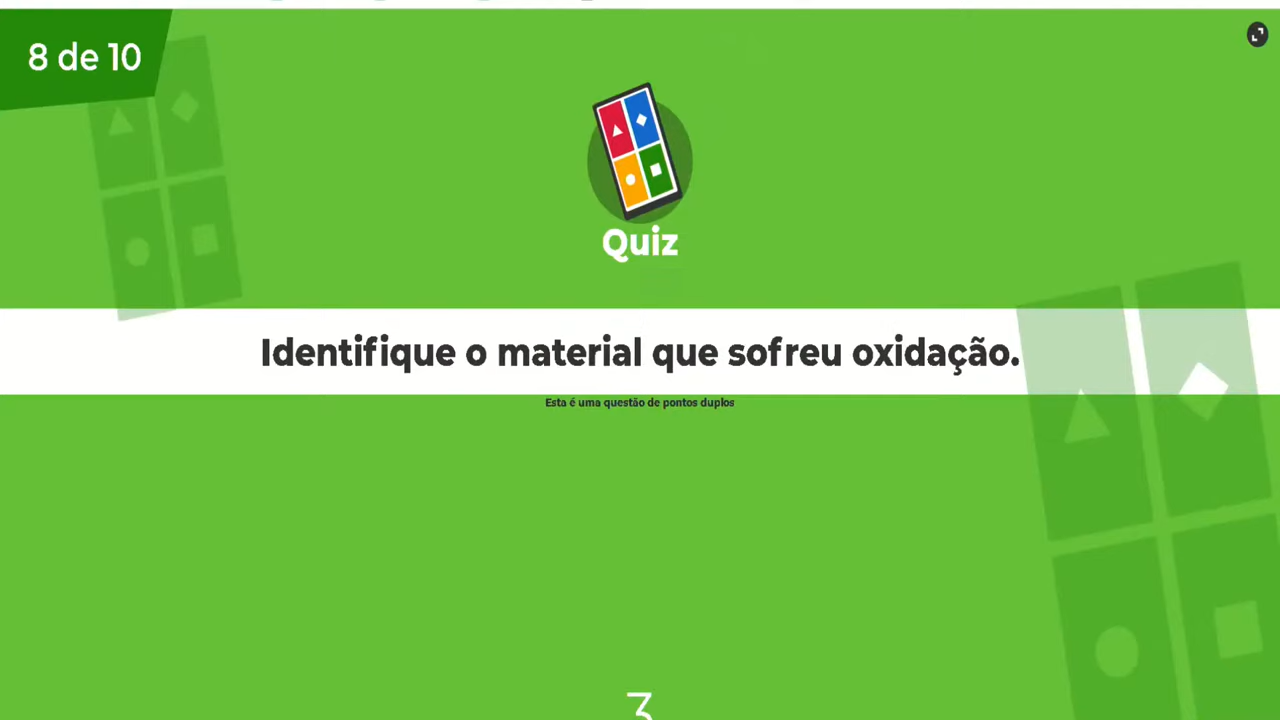 8 de 10
Quiz
Identifique o material que sofreu oxidação.
Esta é uma questão de pontos duplos
3